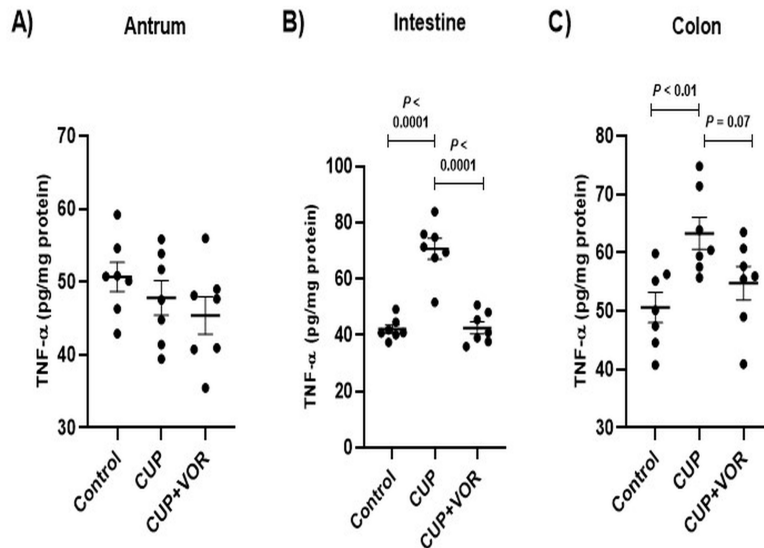 A)
Antrum
TNF-α (pg/mg protein)
70
60
50
40
30
Control
CUP
CUP+VOR
B)
Intestine
P <
0.0001
P <
0.0001
TNF-α (pg/mg protein)
100
80
60
40
20
0
Control
CUP
CUP+VOR
C)
Colon
P < 0.01
P = 0.07
TNF-α (pg/mg protein)
80
70
60
50
40
30
Control
CUP
CUP+VOR